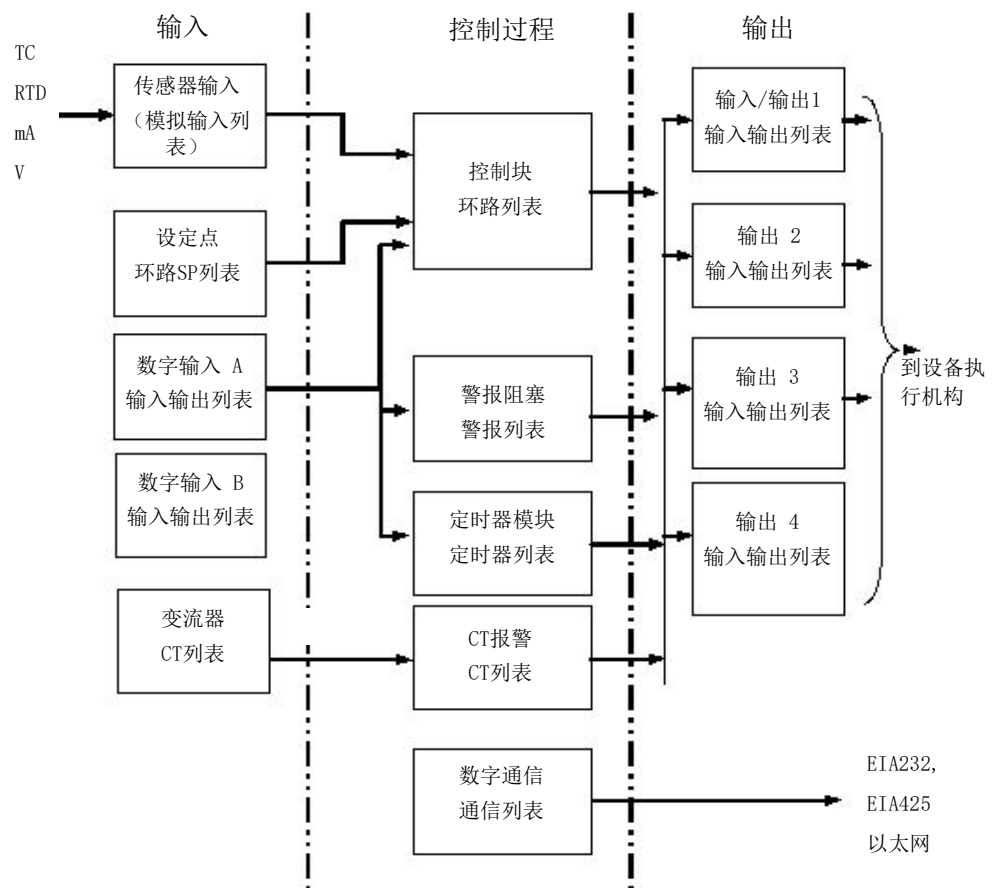 输入
控制过程
输出
TC
RTD
mA
V
传感器输入
（模拟输入列
表）
设定点
环路SP列表
数字输入 A
输入输出列表
数字输入 B
输入输出列表
变流器
CT列表
控制块
环路列表
警报阻塞
警报列表
定时器模块
定时器列表
CT报警
CT列表
数字通信
通信列表
输入/输出1
输入输出列表
输出 2
输入输出列表
输出 3
输入输出列表
输出 4
输入输出列表
到设备执
行机构
EIA232,
EIA425
以太网